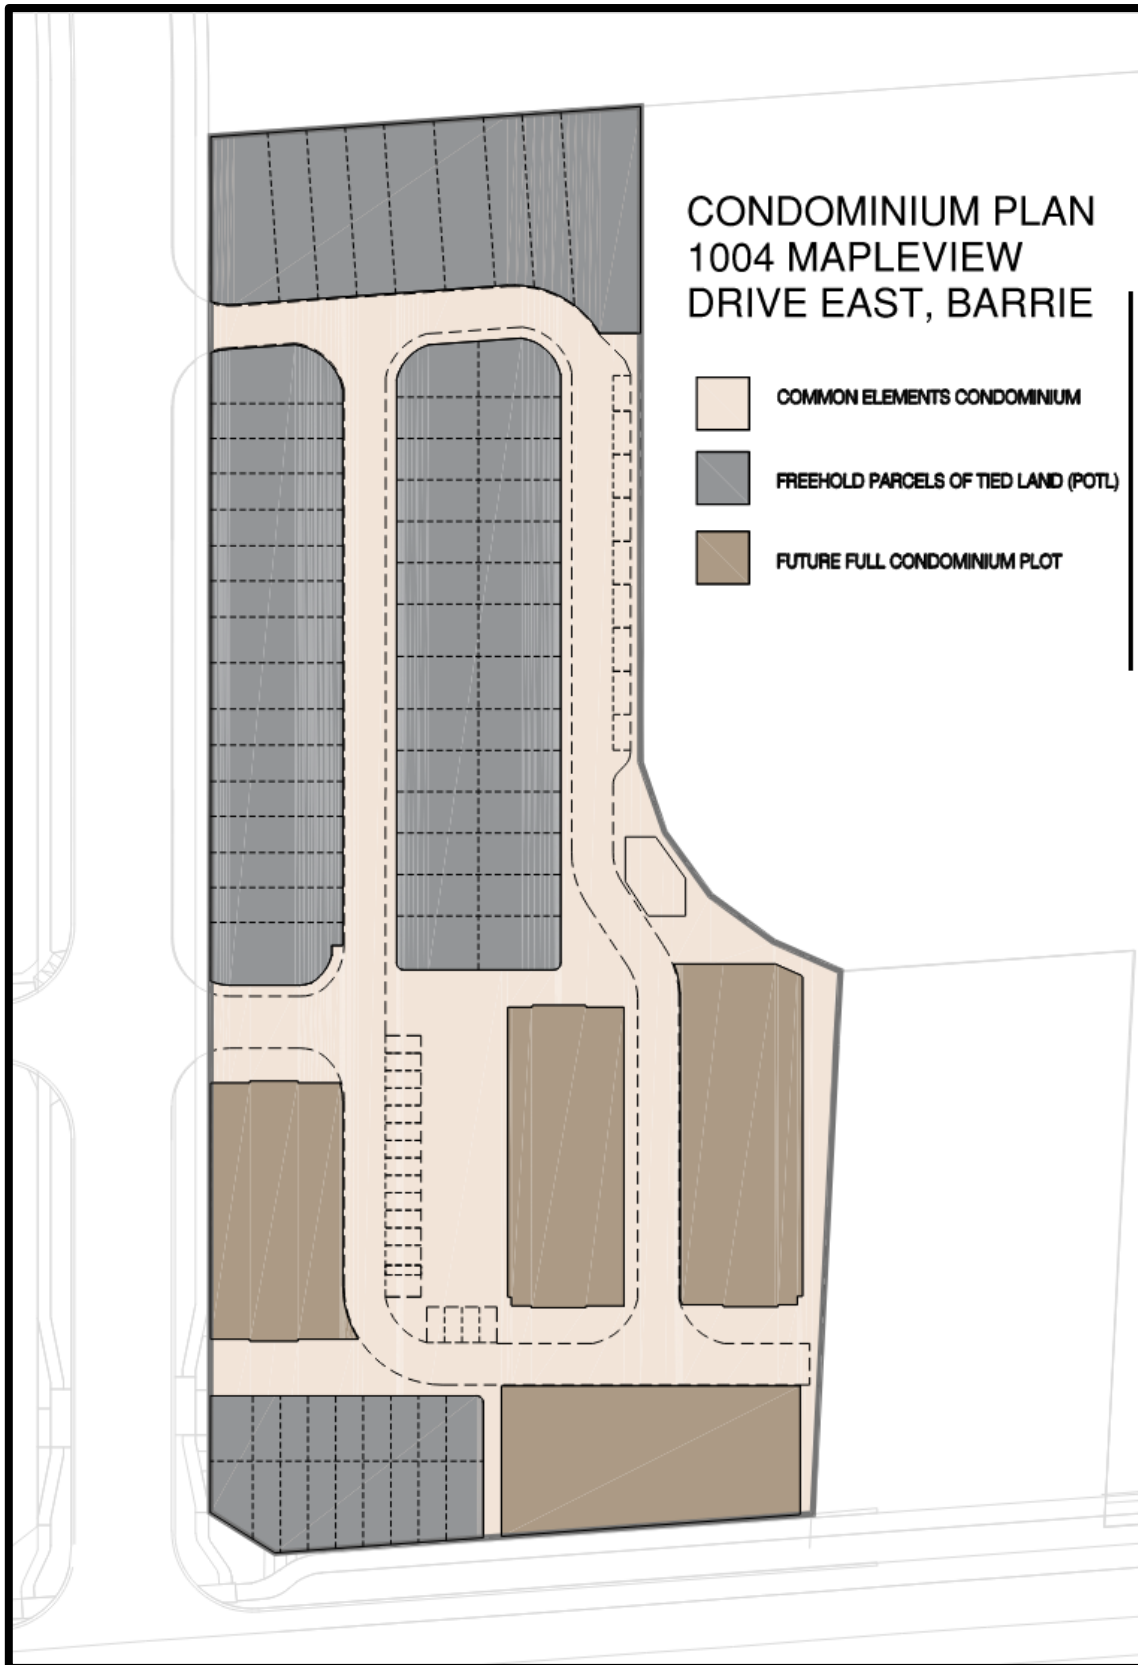 CONDOMINIUM PLAN
1004 MAPLEVIEW
DRIVE EAST, BARRIE
COMMON ELEMENTS CONDOMINIUM
FREEHOLD PARCELS OF TIED LAND (POTL)
FUTURE FULL CONDOMINIUM PLOT